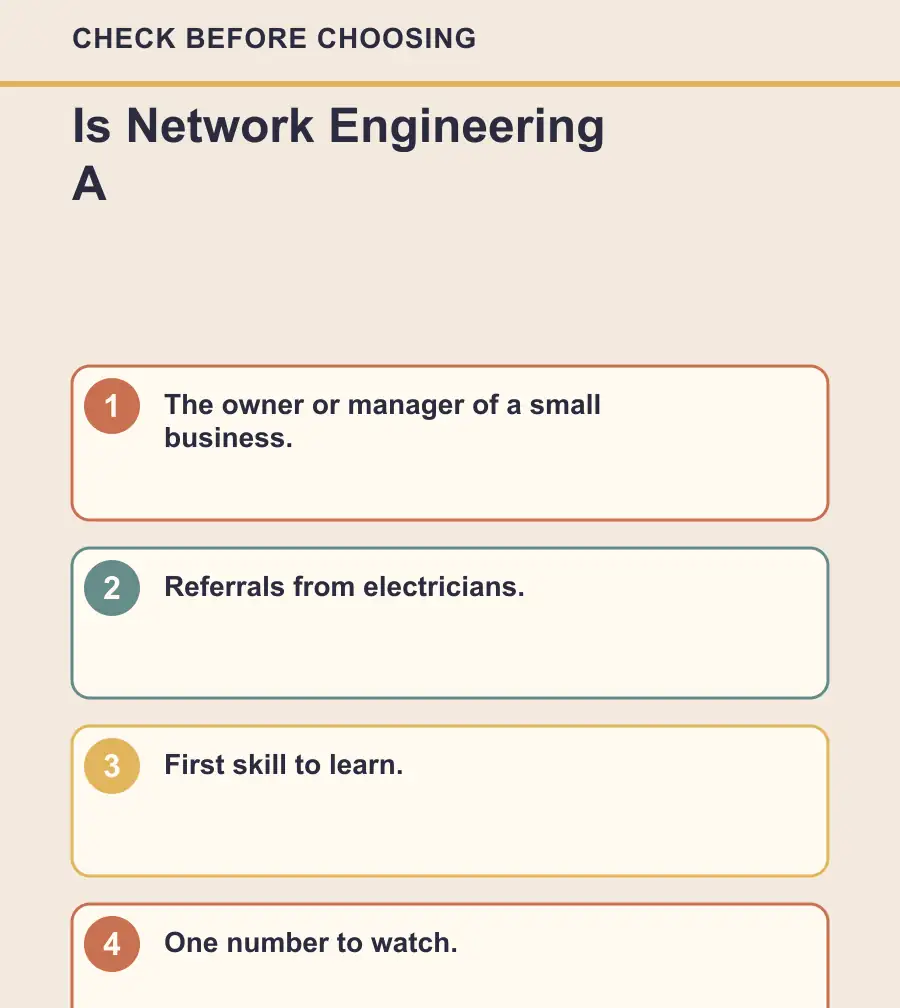 CHECK BEFORE CHOOSING
Is Network Engineering
A
1
The owner or manager of a small
business.
2
Referrals from electricians.
3
First skill to learn.
4
One number to watch.